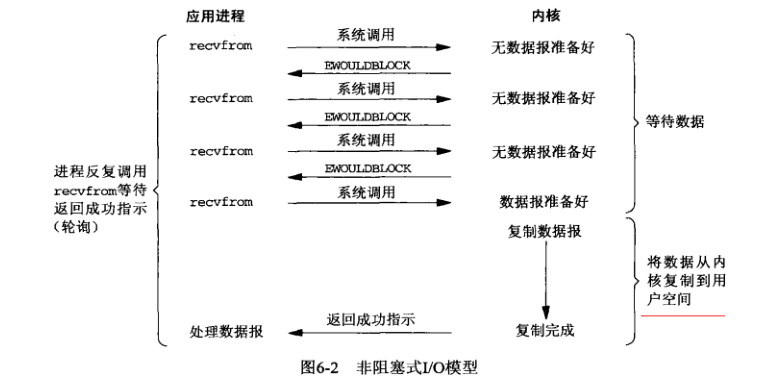 应用进程
内核
recvfrom
系统调用
无数据报准备好
EWOULDBLOCK
recvfrom
系统调用
无数据报准备好
EWOULDBLOCK
recvfrom
系统调用
无数据报准备好
EWOULDBLOCK
recvfrom
系统调用
数据报准备好
复制数据报
等待数据
进程反复调用
recvfrom等待
返回成功指示
（轮询）
将数据从内
核复制到用
户空间
处理数据报
返回成功指示
复制完成
图6-2 非阻塞式I/O模型